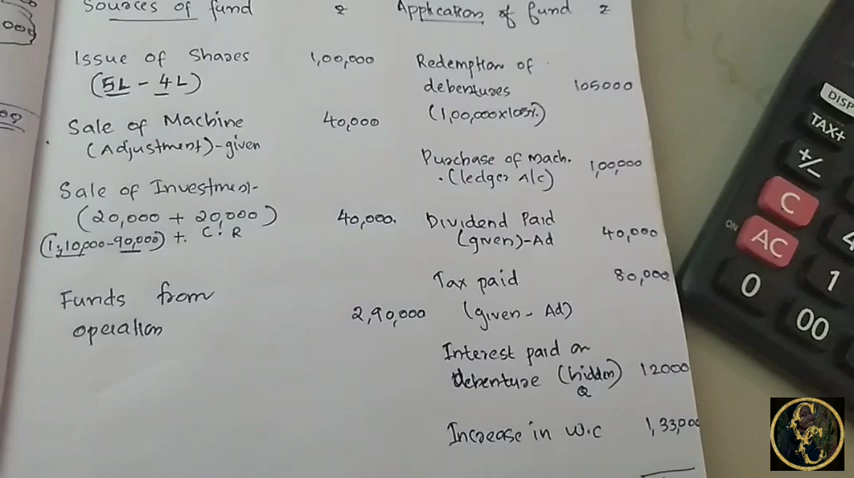 Sources of fund ₹
Issue of Shares 1,00,000
(5L - 4L)
Sale of Machine 40,000
(Adjustment)-given
Sale of Investment-
(20,000 + 20,000) 40,000.
(1,10,000-90,000) + C.R
Funds from
operation 2,90,000
Application of fund ₹
Redemption of
debentures 105000
(1,00,000x105%)
Purchase of Mach. 1,00,000
(ledger A/c)
Dividend Paid 40,000
(given)-Ad
Tax paid 80,000
(given - Ad)
Interest paid on
debenture (hidden) 12000
Q
Increase in W.C 1,33,000
DISP
TAX+
+/-
C
ON
AC
4
1
0
00